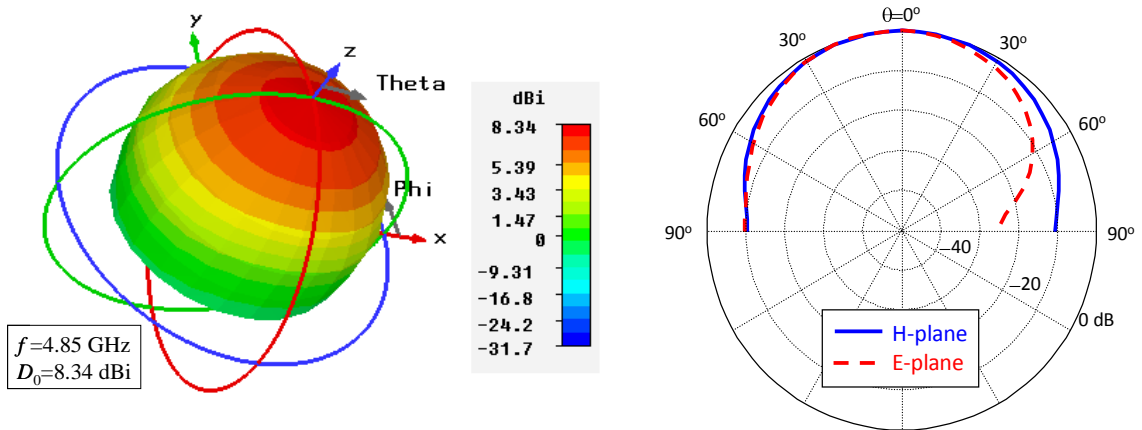 y
z
Theta
Phi
x
f=4.85 GHz
D₀=8.34 dBi
dBi
8.34
5.39
3.43
1.47
0
-9.31
-16.8
-24.2
-31.7
θ=0º
30º
30º
60º
60º
90º
90º
−40
−20
0 dB
H-plane
E-plane